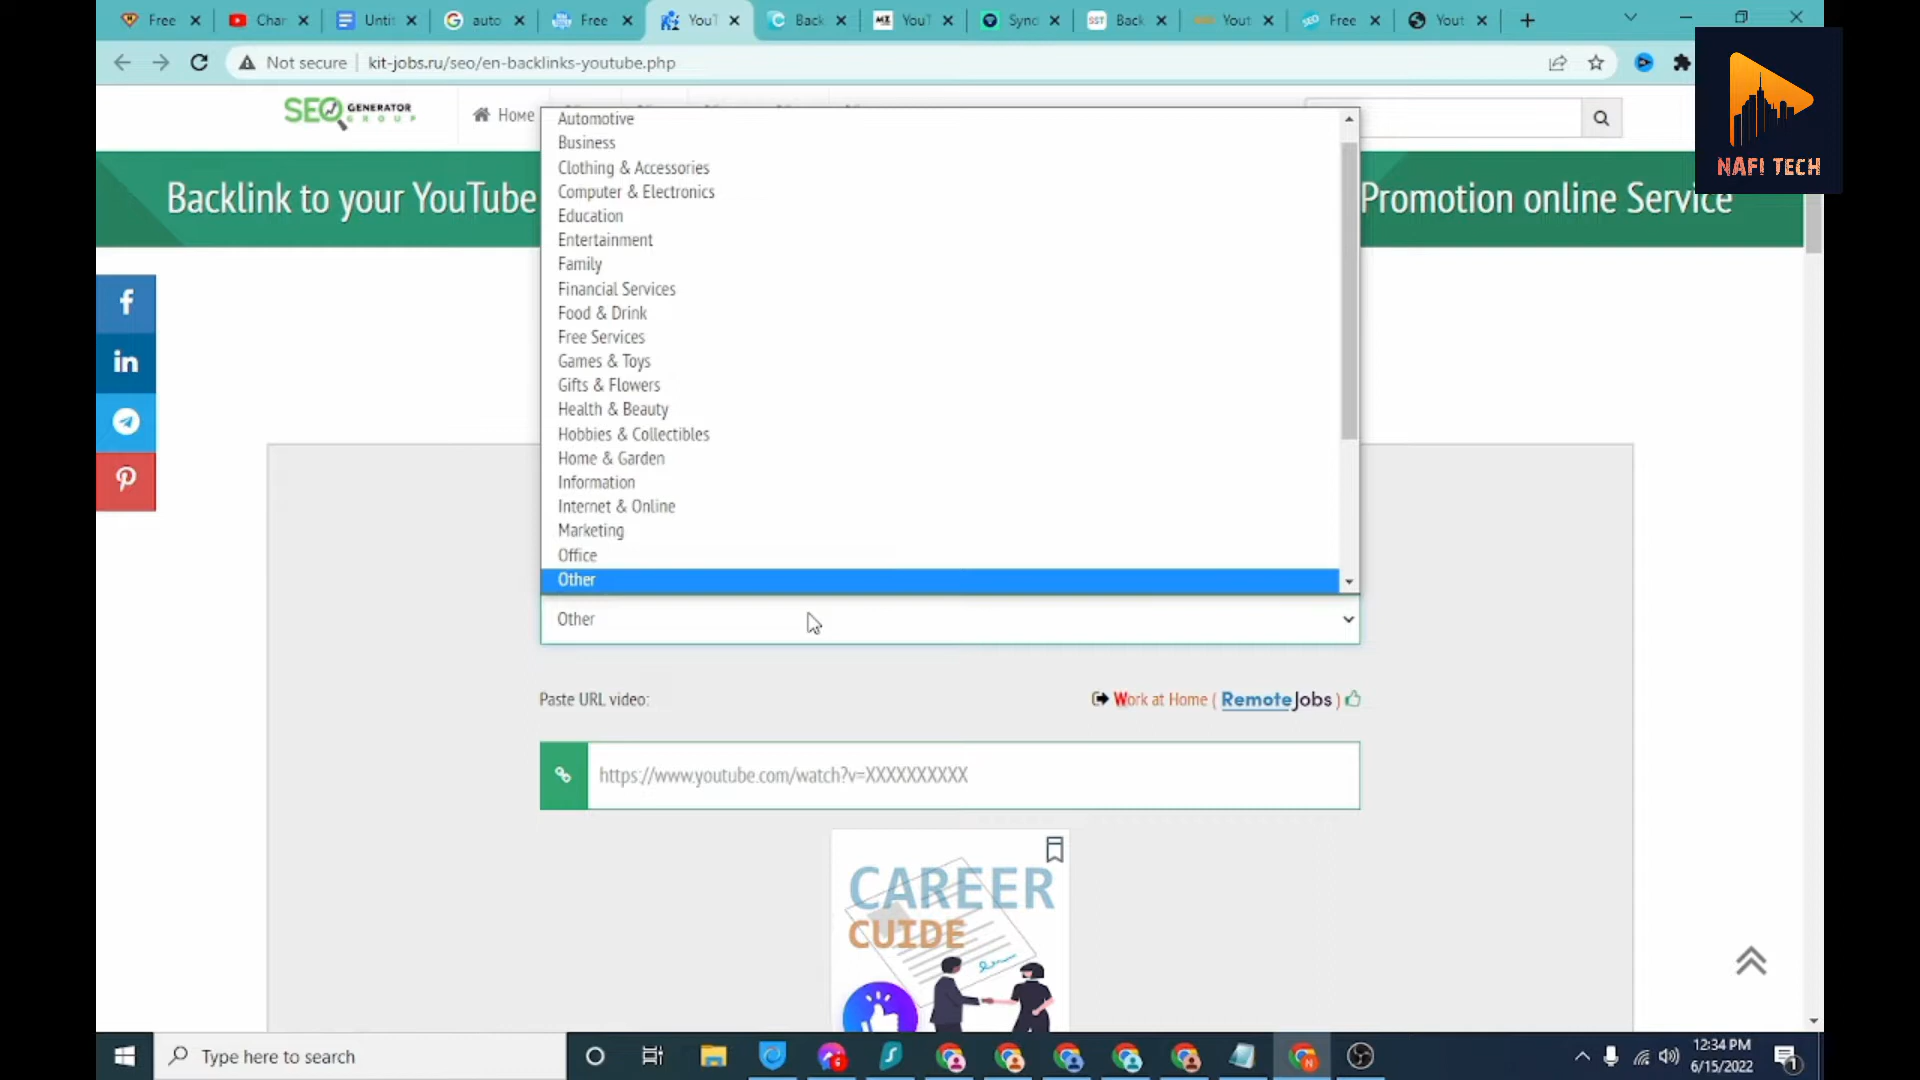 Free
Char
Unti
auto
Free
YouT
Back
YouT
Sync
Back
Yout
Free
Yout
Not secure
kit-jobs.ru/seo/en-backlinks-youtube.php
NAFI TECH
SEO GENERATOR
GROUP
Home
Backlink to your YouTube
Promotion online Service
Automotive
Business
Clothing & Accessories
Computer & Electronics
Education
Entertainment
Family
Financial Services
Food & Drink
Free Services
Games & Toys
Gifts & Flowers
Health & Beauty
Hobbies & Collectibles
Home & Garden
Information
Internet & Online
Marketing
Office
Other
Other
Paste URL video:
Work at Home ( RemoteJobs )
https://www.youtube.com/watch?v=XXXXXXXXXX
CAREER
CUIDE
Type here to search
12:34 PM
6/15/2022
1